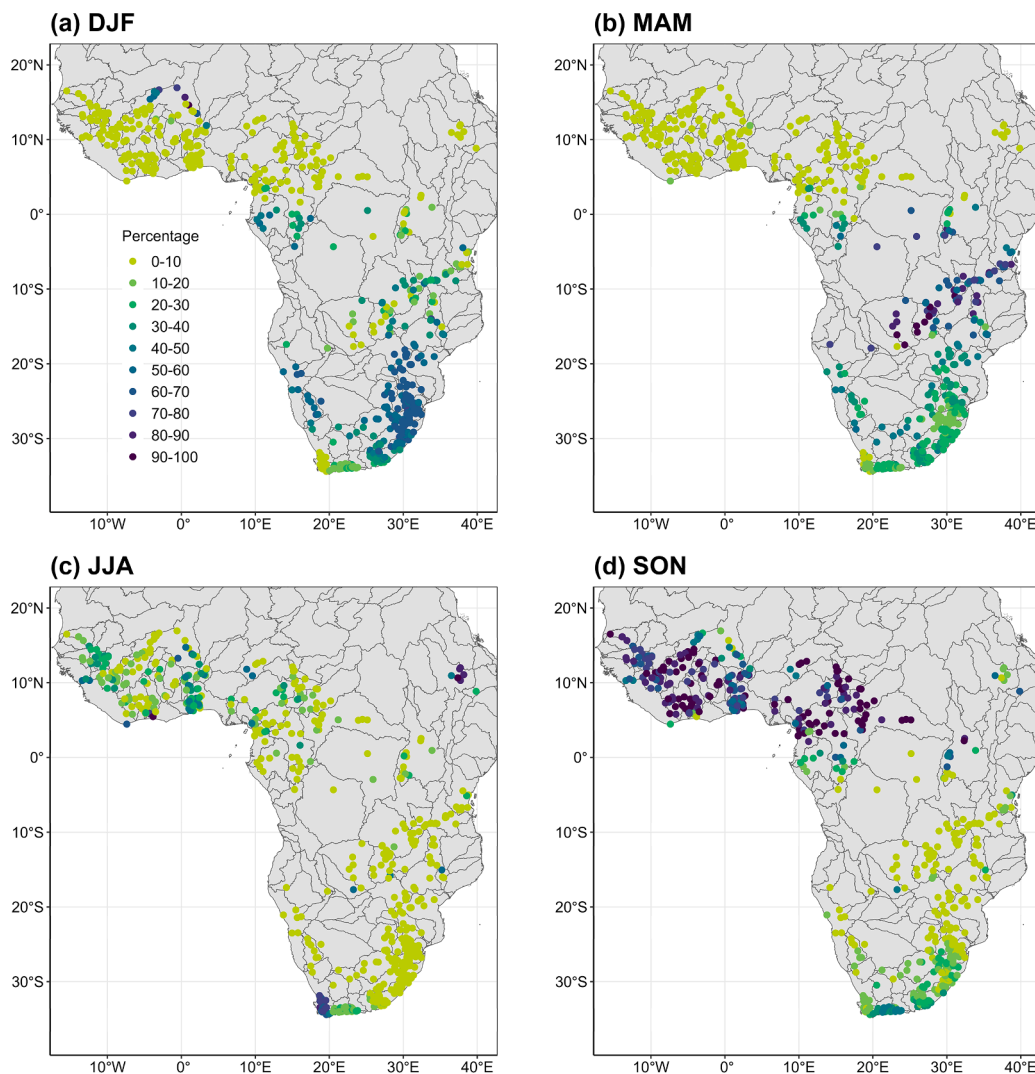 (a) DJF
(b) MAM
20°N
10°N
0°
10°S
20°S
30°S
Percentage
0-10
10-20
20-30
30-40
40-50
50-60
60-70
70-80
80-90
90-100
10°W 0° 10°E 20°E 30°E 40°E
20°N
10°N
0°
10°S
20°S
30°S
10°W 0° 10°E 20°E 30°E 40°E
(c) JJA
(d) SON
20°N
10°N
0°
10°S
20°S
30°S
10°W 0° 10°E 20°E 30°E 40°E
20°N
10°N
0°
10°S
20°S
30°S
10°W 0° 10°E 20°E 30°E 40°E